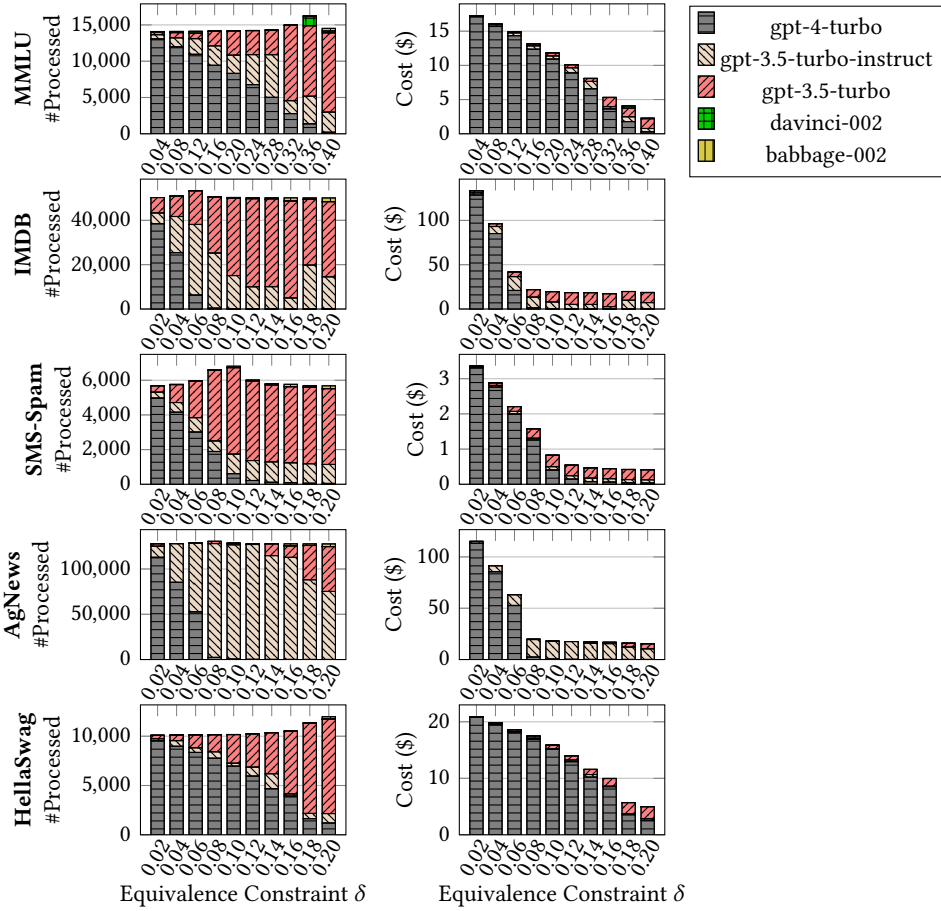 MMLU
#Processed
15,000
10,000
5,000
0
0.04 0.08 0.12 0.16 0.20 0.24 0.28 0.32 0.36 0.40
Cost ($)
15
10
5
0
0.04 0.08 0.12 0.16 0.20 0.24 0.28 0.32 0.36 0.40
gpt-4-turbo
gpt-3.5-turbo-instruct
gpt-3.5-turbo
davinci-002
babbage-002
IMDB
#Processed
40,000
20,000
0
0.02 0.04 0.06 0.08 0.10 0.12 0.14 0.16 0.18 0.20
Cost ($)
100
50
0
0.02 0.04 0.06 0.08 0.10 0.12 0.14 0.16 0.18 0.20
SMS-Spam
#Processed
6,000
4,000
2,000
0
0.02 0.04 0.06 0.08 0.10 0.12 0.14 0.16 0.18 0.20
Cost ($)
3
2
1
0
0.02 0.04 0.06 0.08 0.10 0.12 0.14 0.16 0.18 0.20
AgNews
#Processed
100,000
50,000
0
0.02 0.04 0.06 0.08 0.10 0.12 0.14 0.16 0.18 0.20
Cost ($)
100
50
0
0.02 0.04 0.06 0.08 0.10 0.12 0.14 0.16 0.18 0.20
HellaSwag
#Processed
10,000
5,000
0
0.02 0.04 0.06 0.08 0.10 0.12 0.14 0.16 0.18 0.20
Equivalence Constraint δ
Cost ($)
20
10
0
0.02 0.04 0.06 0.08 0.10 0.12 0.14 0.16 0.18 0.20
Equivalence Constraint δ